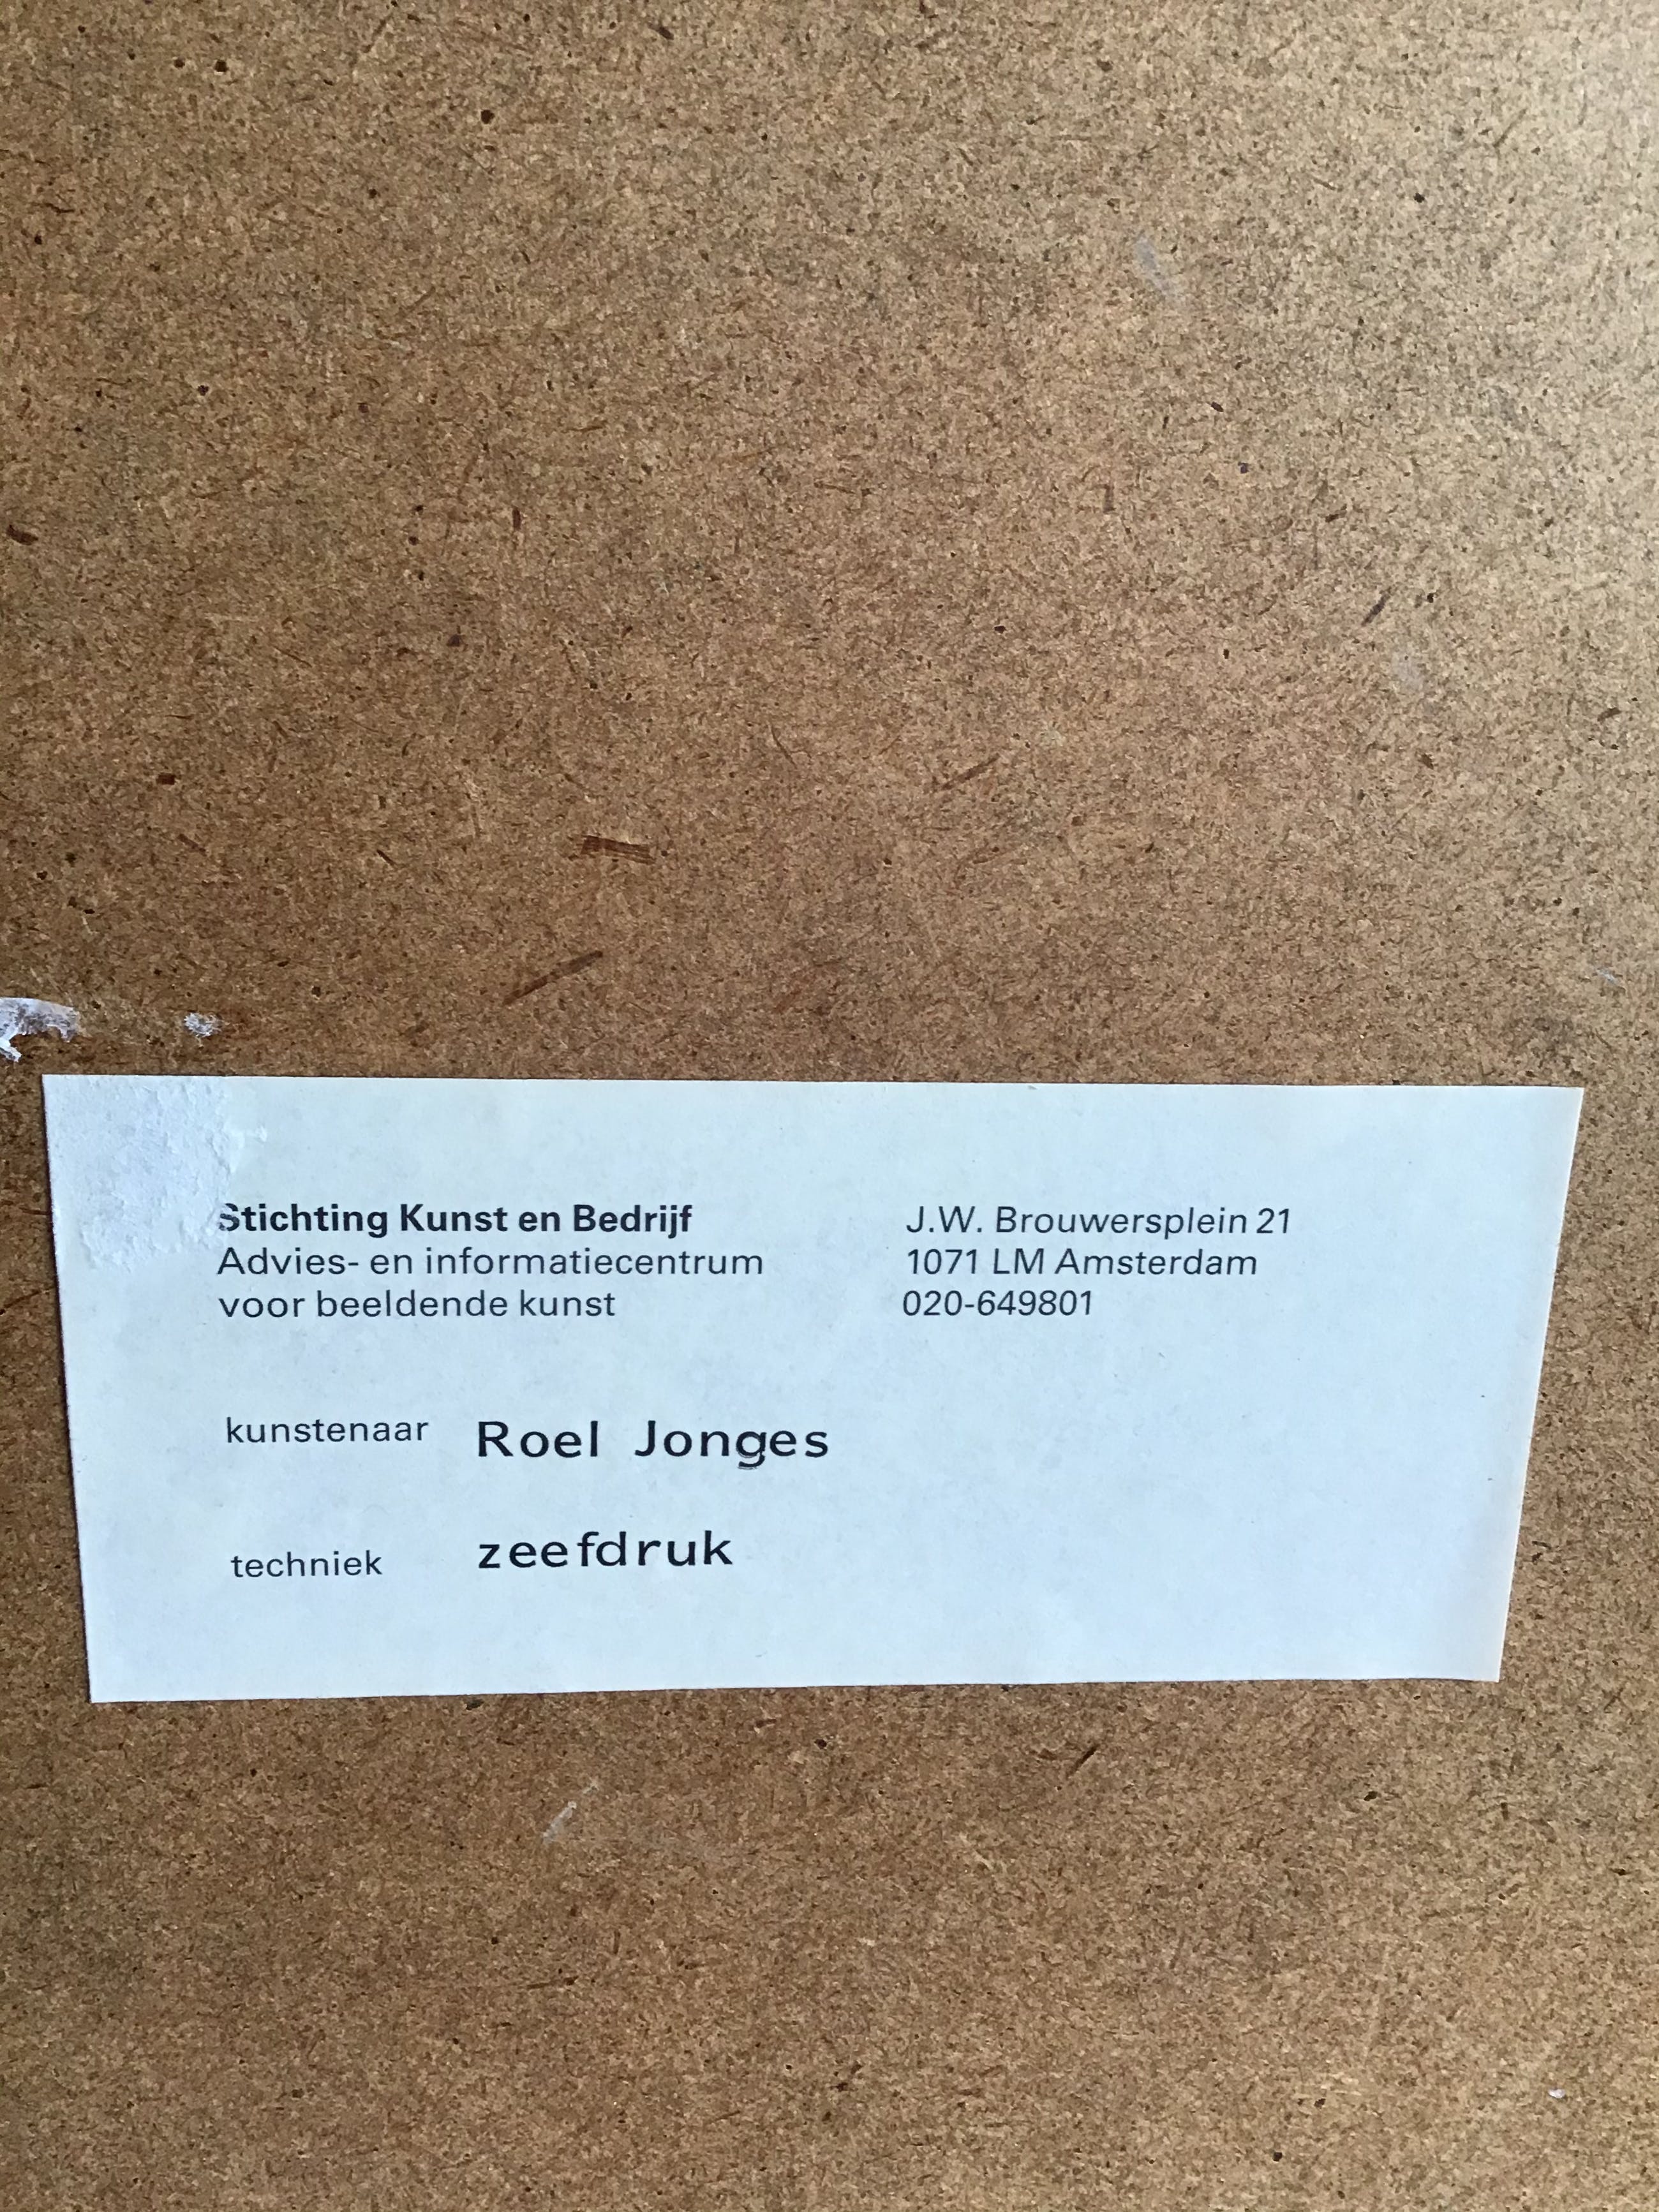 Stichting Kunst en Bedrijf
Advies- en informatiecentrum
voor beeldende kunst
J.W. Brouwersplein 21
1071 LM Amsterdam
020-649801
kunstenaar Roel Jonges
techniek zeefdruk